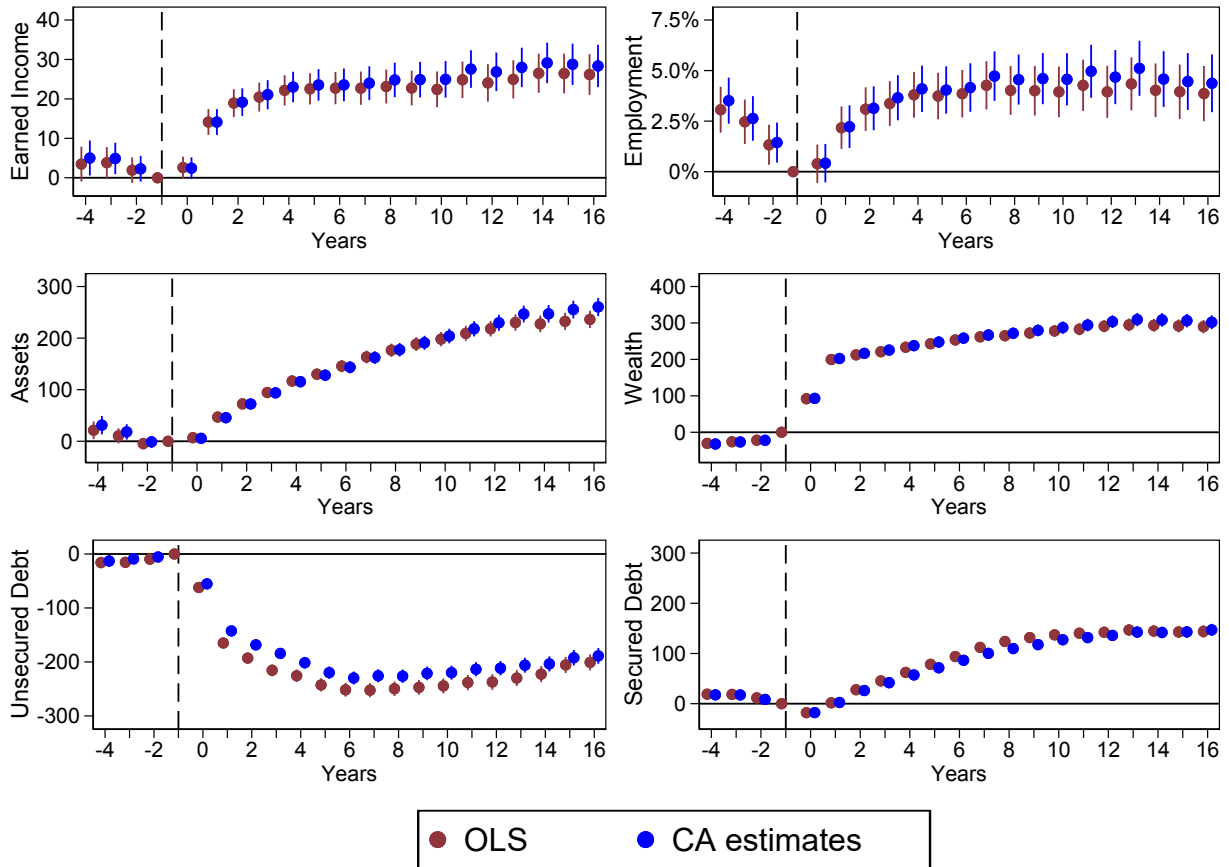 Earned Income
40
30
20
10
0
-4 -2 0 2 4 6 8 10 12 14 16
Years
Employment
7.5%
5.0%
2.5%
0%
-4 -2 0 2 4 6 8 10 12 14 16
Years
Assets
300
200
100
0
-4 -2 0 2 4 6 8 10 12 14 16
Years
Wealth
400
300
200
100
0
-4 -2 0 2 4 6 8 10 12 14 16
Years
Unsecured Debt
0
-100
-200
-300
-4 -2 0 2 4 6 8 10 12 14 16
Years
Secured Debt
300
200
100
0
-4 -2 0 2 4 6 8 10 12 14 16
Years
OLS CA estimates